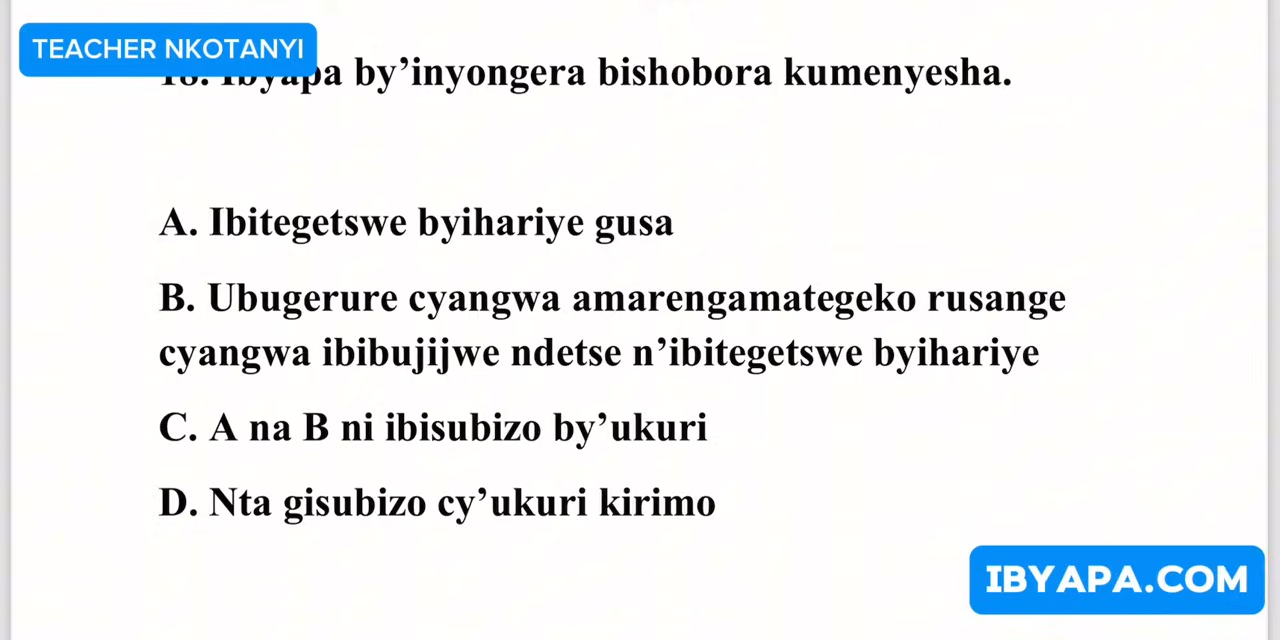 TEACHER NKOTANYI
18. Ibyapa by’inyongera bishobora kumenyesha.
A. Ibitegetswe byihariye gusa
B. Ubugerure cyangwa amarengamategeko rusange
cyangwa ibibujijwe ndetse n’ibitegetswe byihariye
C. A na B ni ibisubizo by’ukuri
D. Nta gisubizo cy’ukuri kirimo
IBYAPA.COM